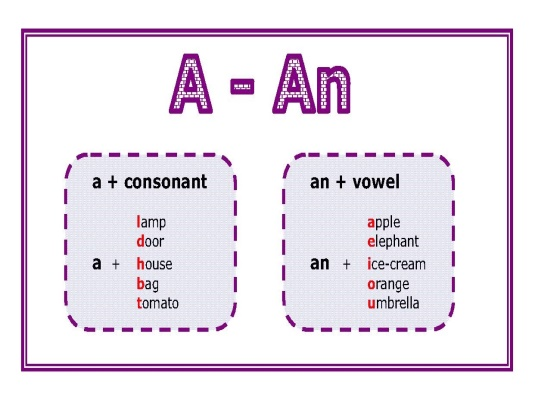 A - An
a + consonant
lamp
door
a + house
bag
tomato
an + vowel
apple
elephant
an + ice-cream
orange
umbrella